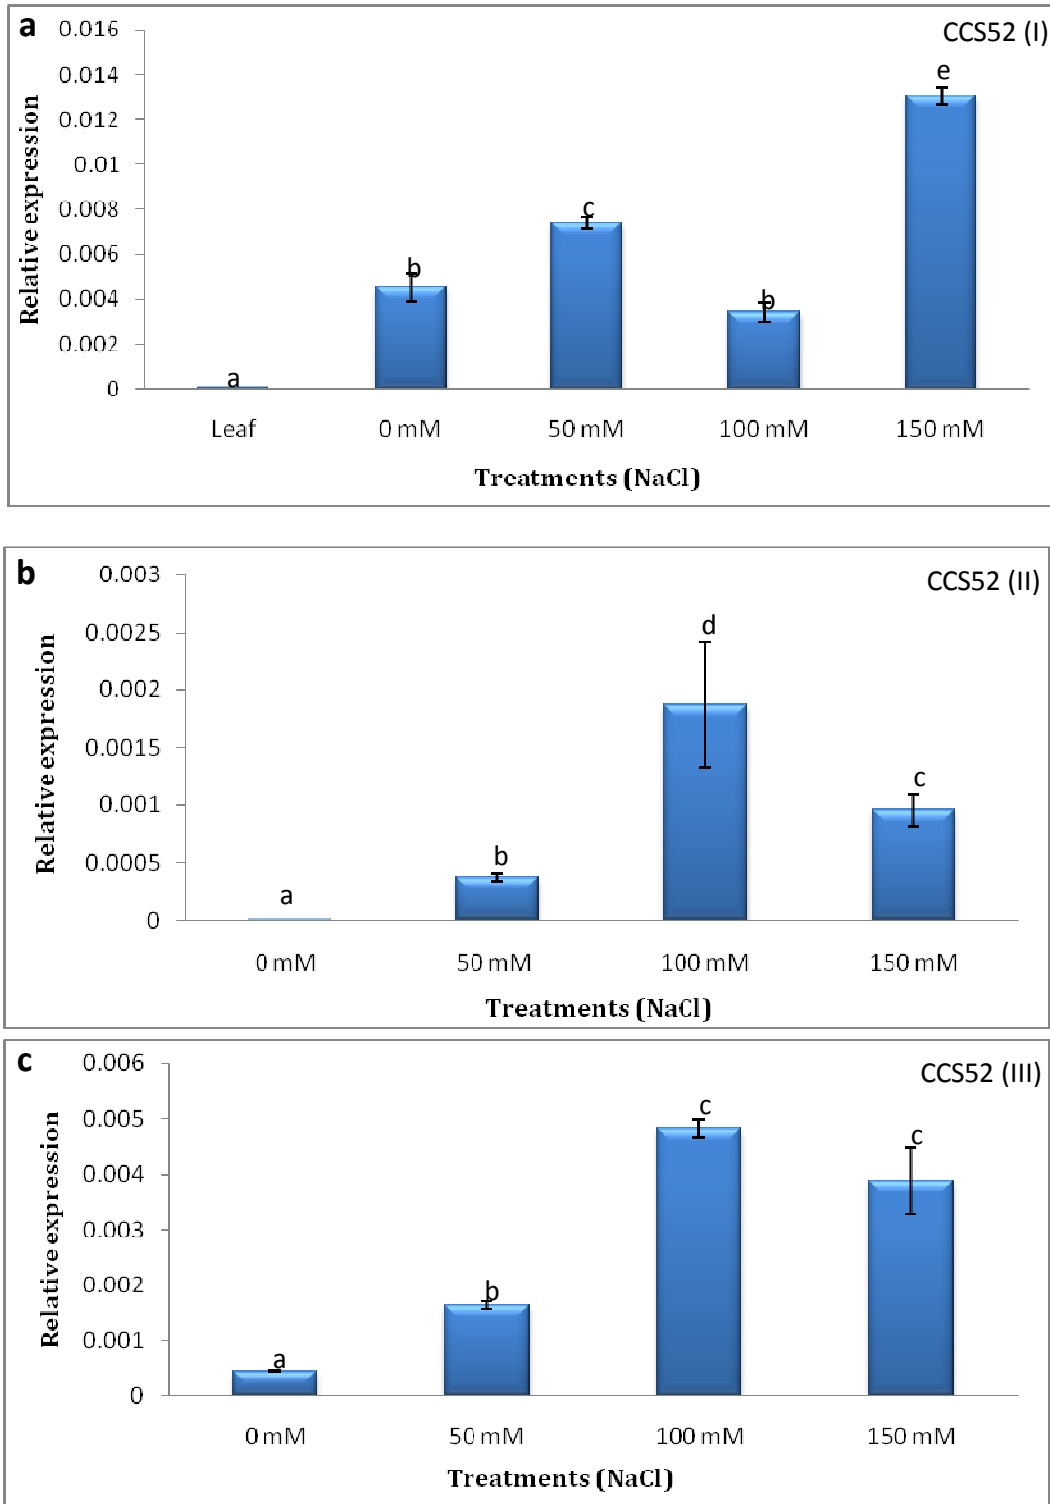 a
CCS52 (I)
Relative expression
0.016
0.014
0.012
0.01
0.008
0.006
0.004
0.002
0
a
b
c
b
e
Leaf 0 mM 50 mM 100 mM 150 mM
Treatments (NaCl)
b
CCS52 (II)
Relative expression
0.003
0.0025
0.002
0.0015
0.001
0.0005
0
a
b
d
c
0 mM 50 mM 100 mM 150 mM
Treatments (NaCl)
c
CCS52 (III)
Relative expression
0.006
0.005
0.004
0.003
0.002
0.001
0
a
b
c
c
0 mM 50 mM 100 mM 150 mM
Treatments (NaCl)